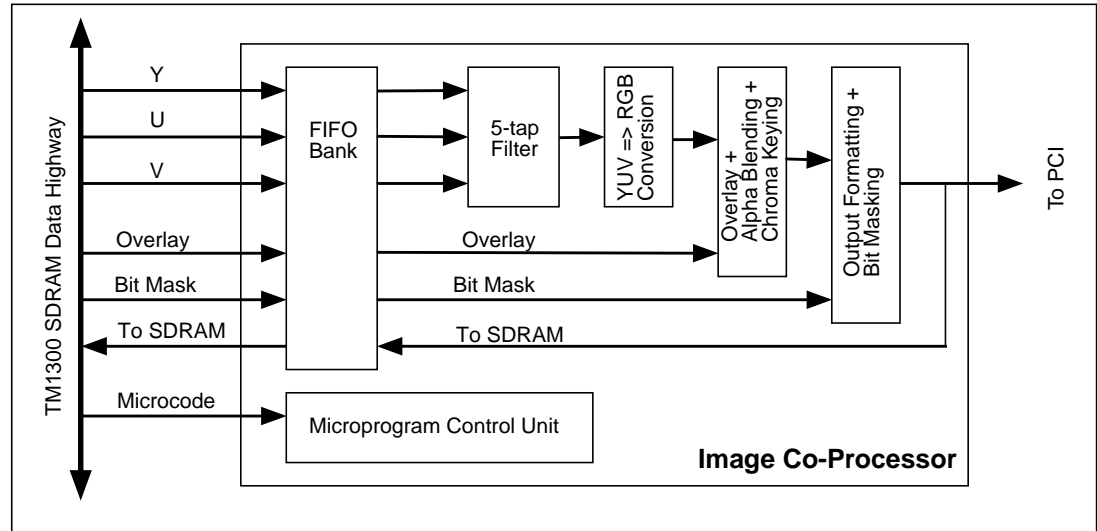 TM1300 SDRAM Data Highway
Y
U
V
Overlay
Bit Mask
To SDRAM
Microcode
FIFO
Bank
5-tap
Filter
YUV => RGB
Conversion
Overlay +
Alpha Blending +
Chroma Keying
Output Formatting +
Bit Masking
To PCI
Overlay
Bit Mask
To SDRAM
Microprogram Control Unit
Image Co-Processor